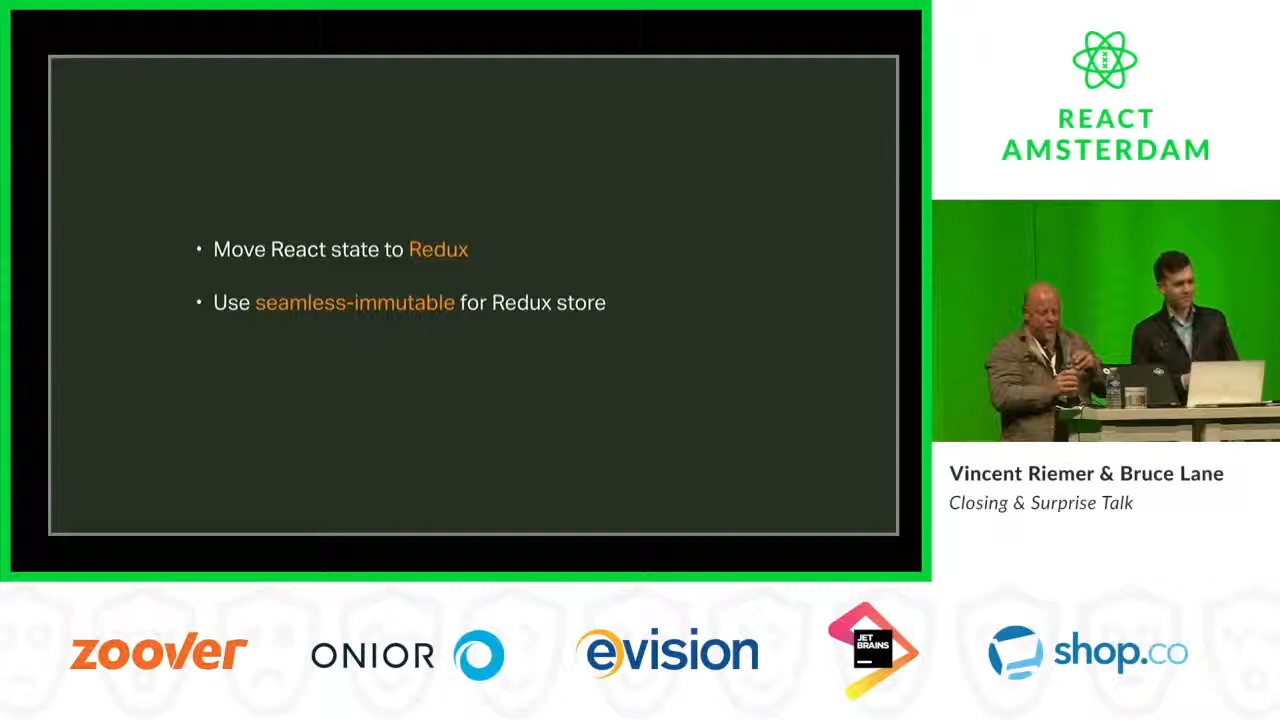 • Move React state to Redux
• Use seamless-immutable for Redux store
REACT
AMSTERDAM
Vincent Riemer & Bruce Lane
Closing & Surprise Talk
zoover
ONIOR
evision
JET
BRAINS
shop.co